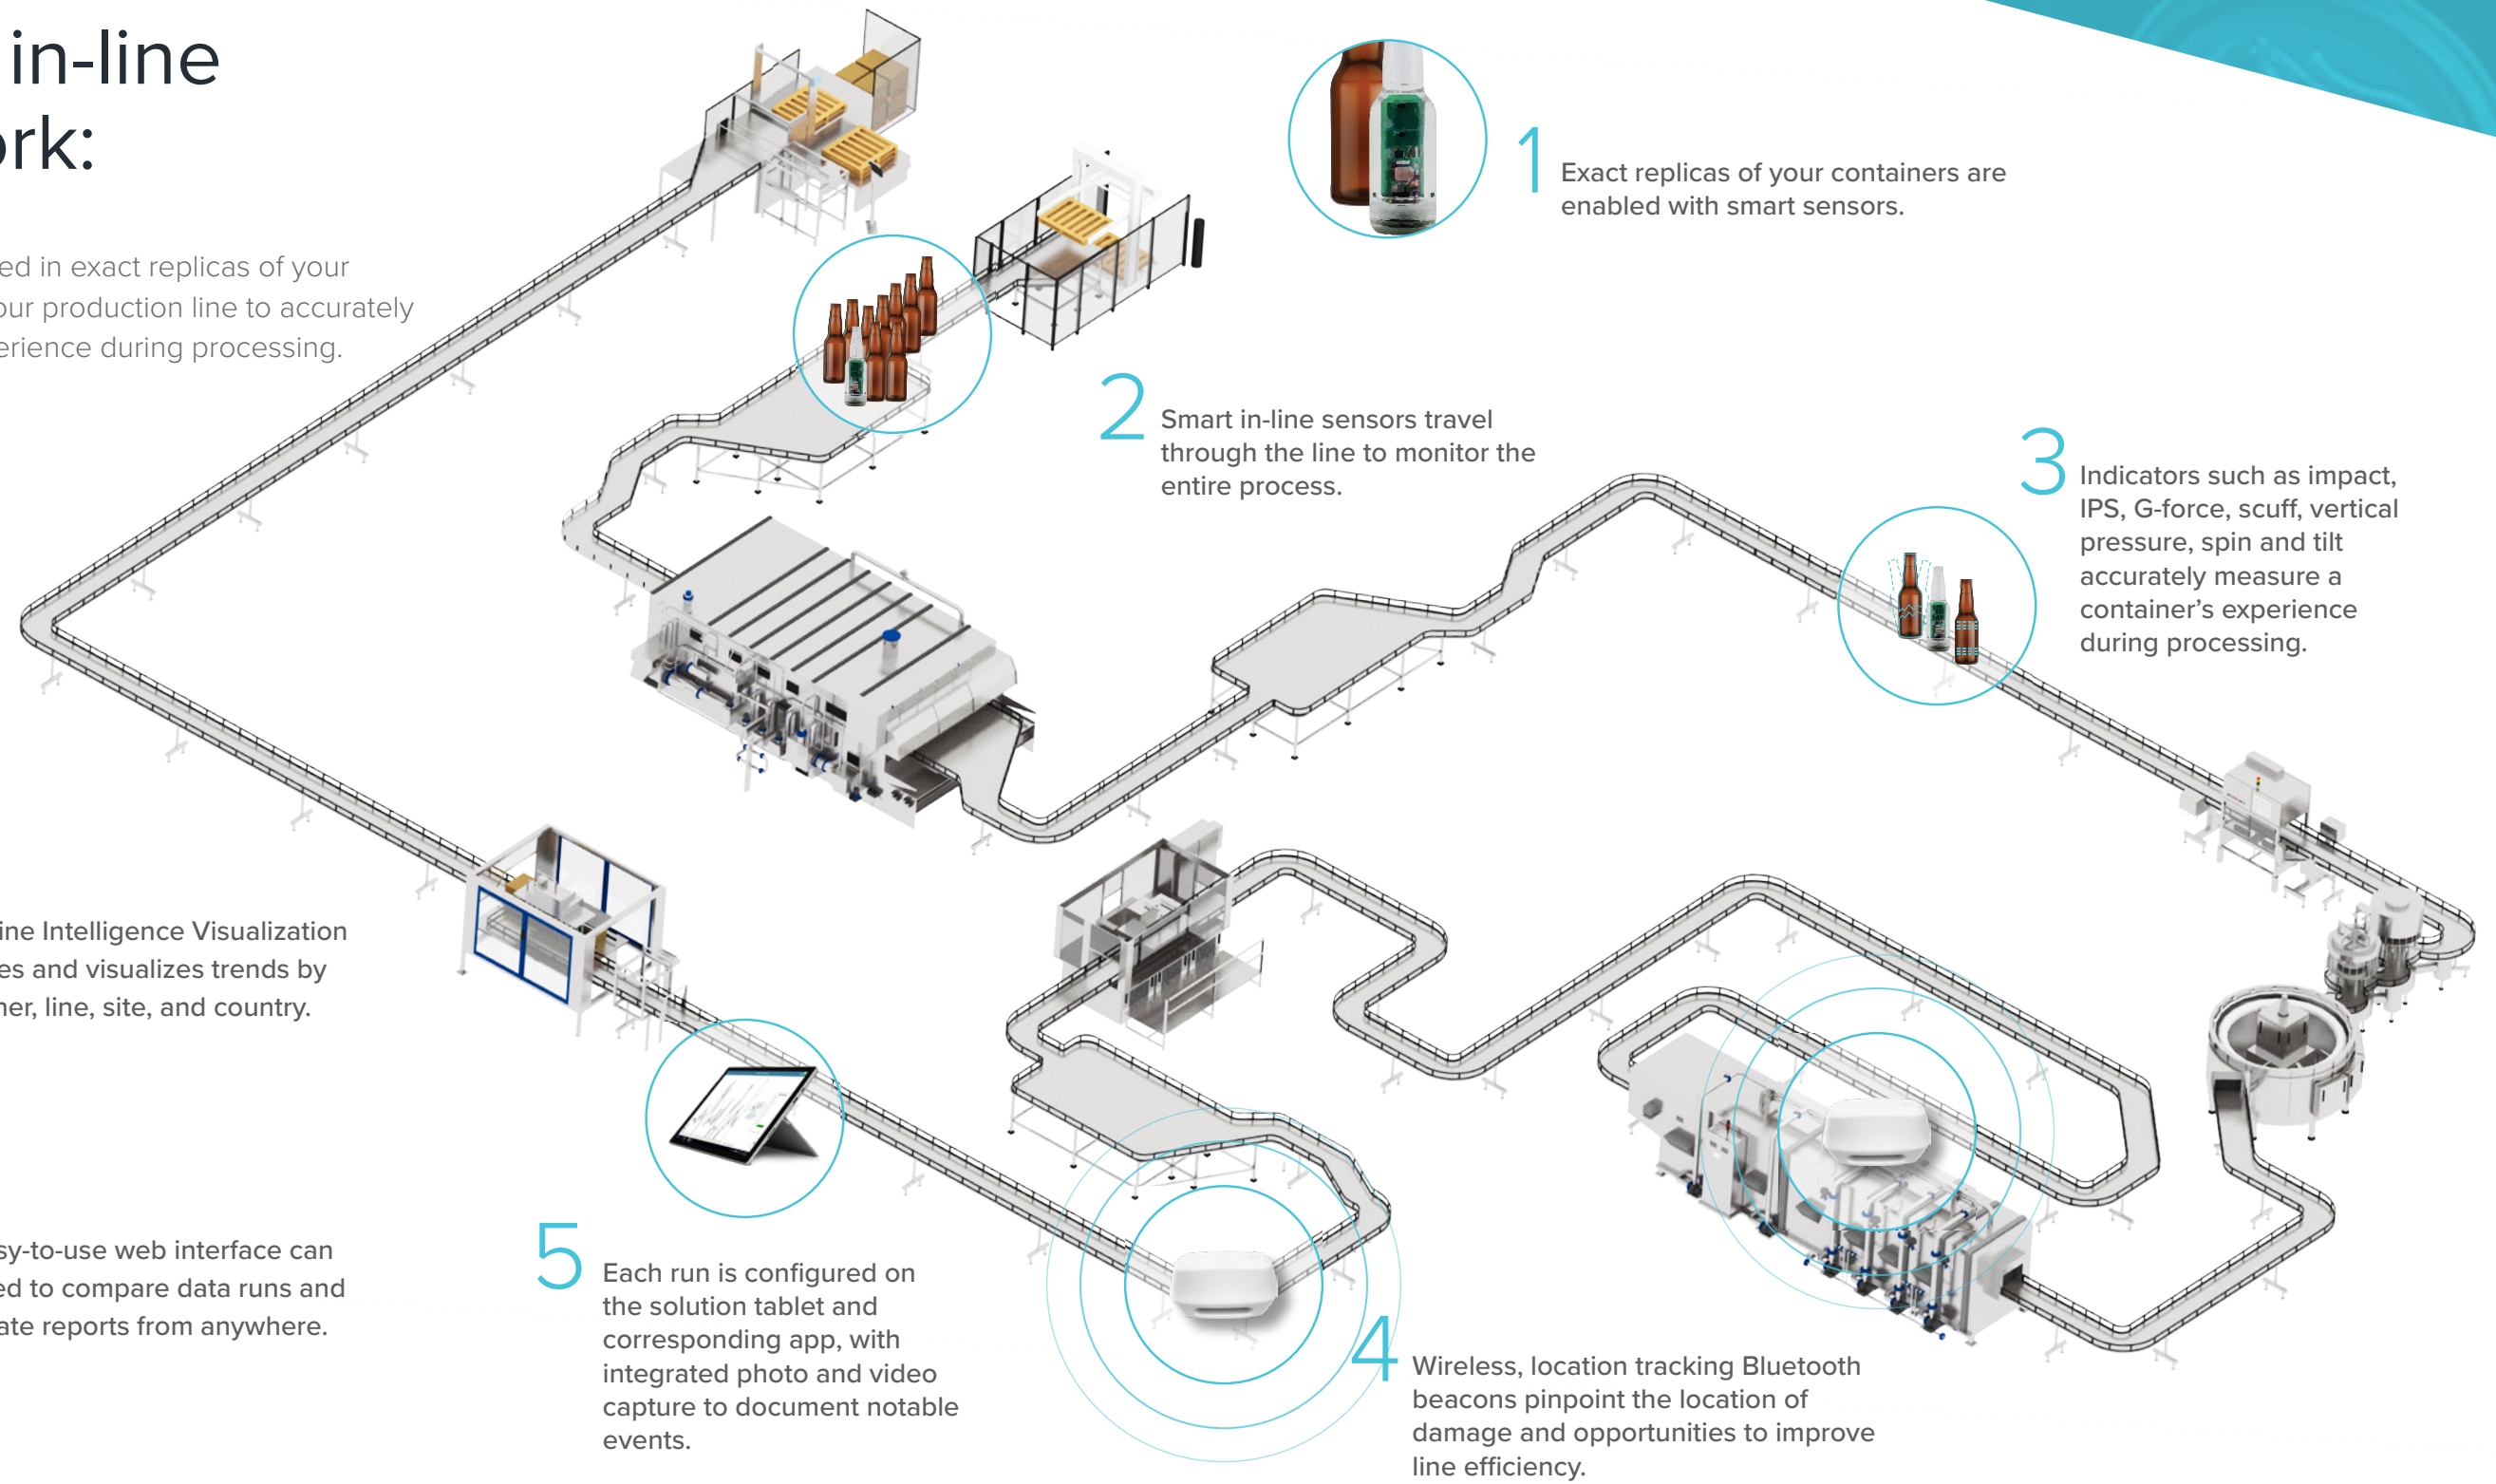 in-line
ork:
ed in exact replicas of your
our production line to accurately
erience during processing.
1
Exact replicas of your containers are
enabled with smart sensors.
2
Smart in-line sensors travel
through the line to monitor the
entire process.
3
Indicators such as impact,
IPS, G-force, scuff, vertical
pressure, spin and tilt
accurately measure a
container’s experience
during processing.
ine Intelligence Visualization
es and visualizes trends by
ner, line, site, and country.
sy-to-use web interface can
ed to compare data runs and
ate reports from anywhere.
5
Each run is configured on
the solution tablet and
corresponding app, with
integrated photo and video
capture to document notable
events.
4
Wireless, location tracking Bluetooth
beacons pinpoint the location of
damage and opportunities to improve
line efficiency.